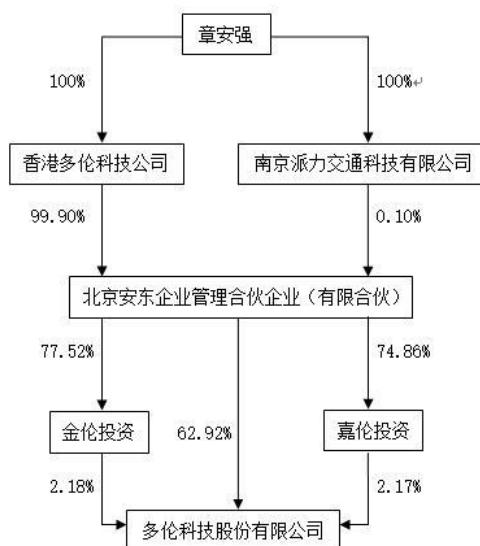 章安强
100%
100%↵
香港多伦科技公司
南京派力交通科技有限公司
99.90%
0.10%
北京安东企业管理合伙企业（有限合伙）
77.52%
74.86%
金伦投资
62.92%
嘉伦投资
2.18%
2.17%
多伦科技股份有限公司